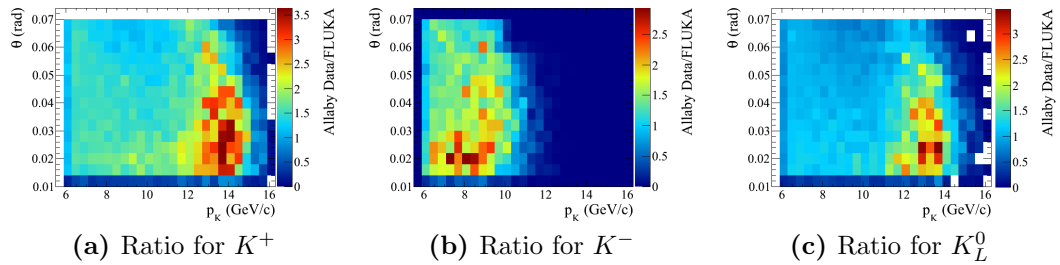 θ (rad)
0.07
0.06
0.05
0.04
0.03
0.02
0.01
6 8 10 12 14 16
p_K (GeV/c)
3.5
3
2.5
2
1.5
1
0.5
0
Allaby Data/FLUKA
(a) Ratio for K⁺
θ (rad)
0.07
0.06
0.05
0.04
0.03
0.02
0.01
6 8 10 12 14 16
p_K (GeV/c)
2.5
2
1.5
1
0.5
0
Allaby Data/FLUKA
(b) Ratio for K⁻
θ (rad)
0.07
0.06
0.05
0.04
0.03
0.02
0.01
6 8 10 12 14 16
p_K (GeV/c)
3
2.5
2
1.5
1
0.5
0
Allaby Data/FLUKA
(c) Ratio for K_L^0